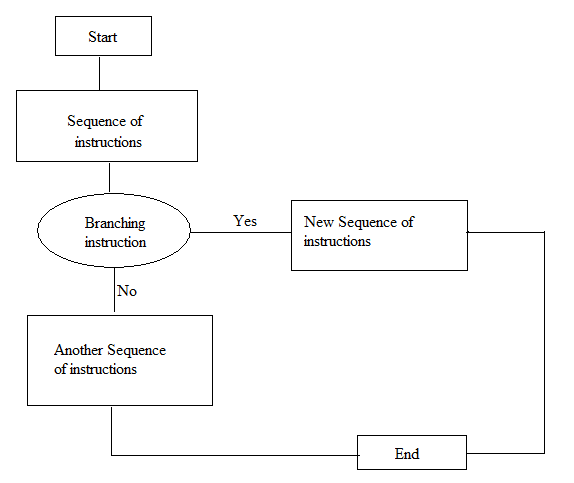 Start
Sequence of
instructions
Branching
instruction
Yes
New Sequence of
instructions
No
Another Sequence
of instructions
End